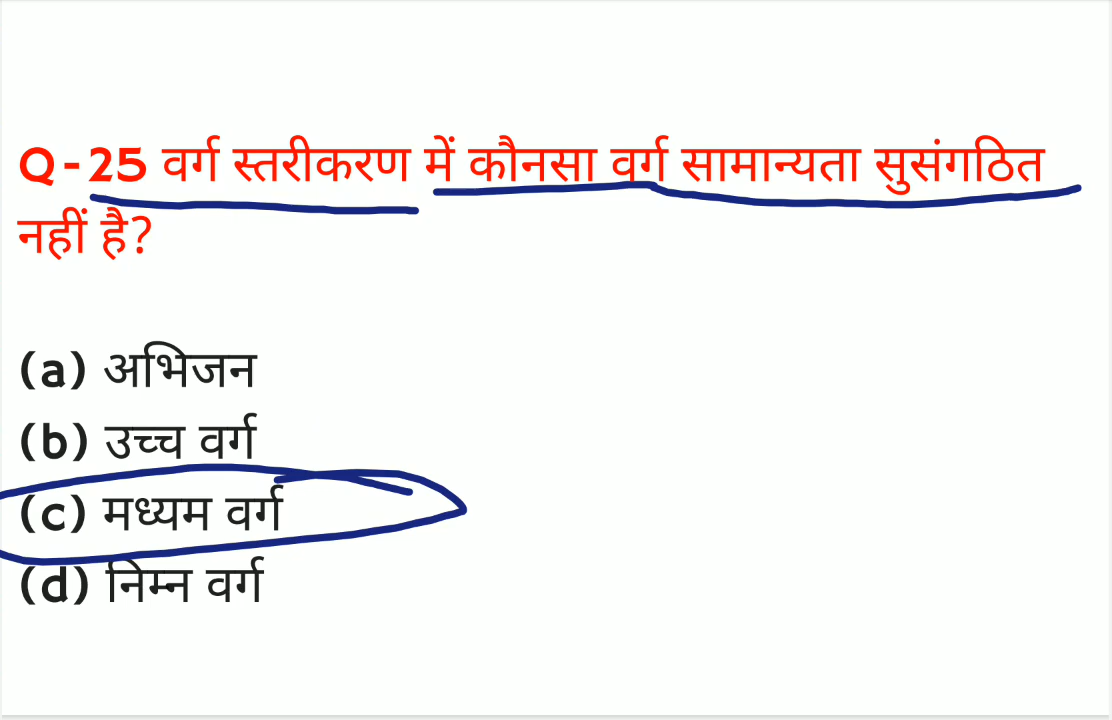 Q-25 वर्ग स्तरीकरण में कौनसा वर्ग सामान्यता सुसंगठित
नहीं है?
(a) अभिजन
(b) उच्च वर्ग
(c) मध्यम वर्ग
(d) निम्न वर्ग